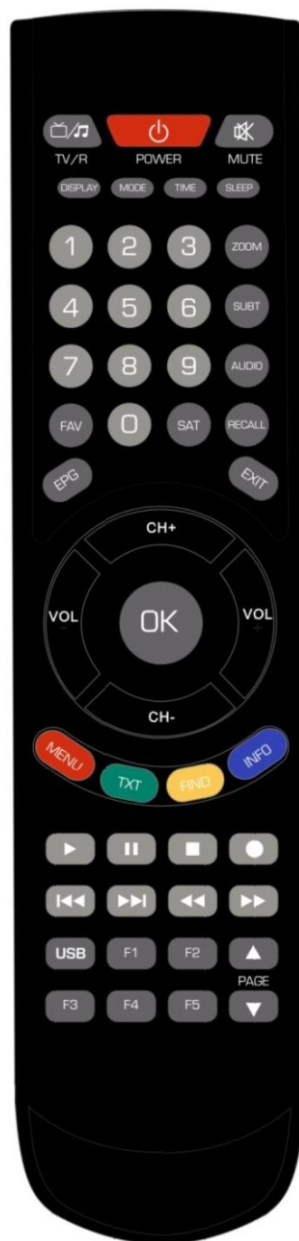 TV/R POWER MUTE
DISPLAY MODE TIME SLEEP
1 2 3 ZOOM
4 5 6 SUBT
7 8 9 AUDIO
FAV 0 SAT RECALL
EPG EXIT
CH+
VOL - OK VOL +
CH-
MENU TXT FIND INFO
USB F1 F2
PAGE
F3 F4 F5